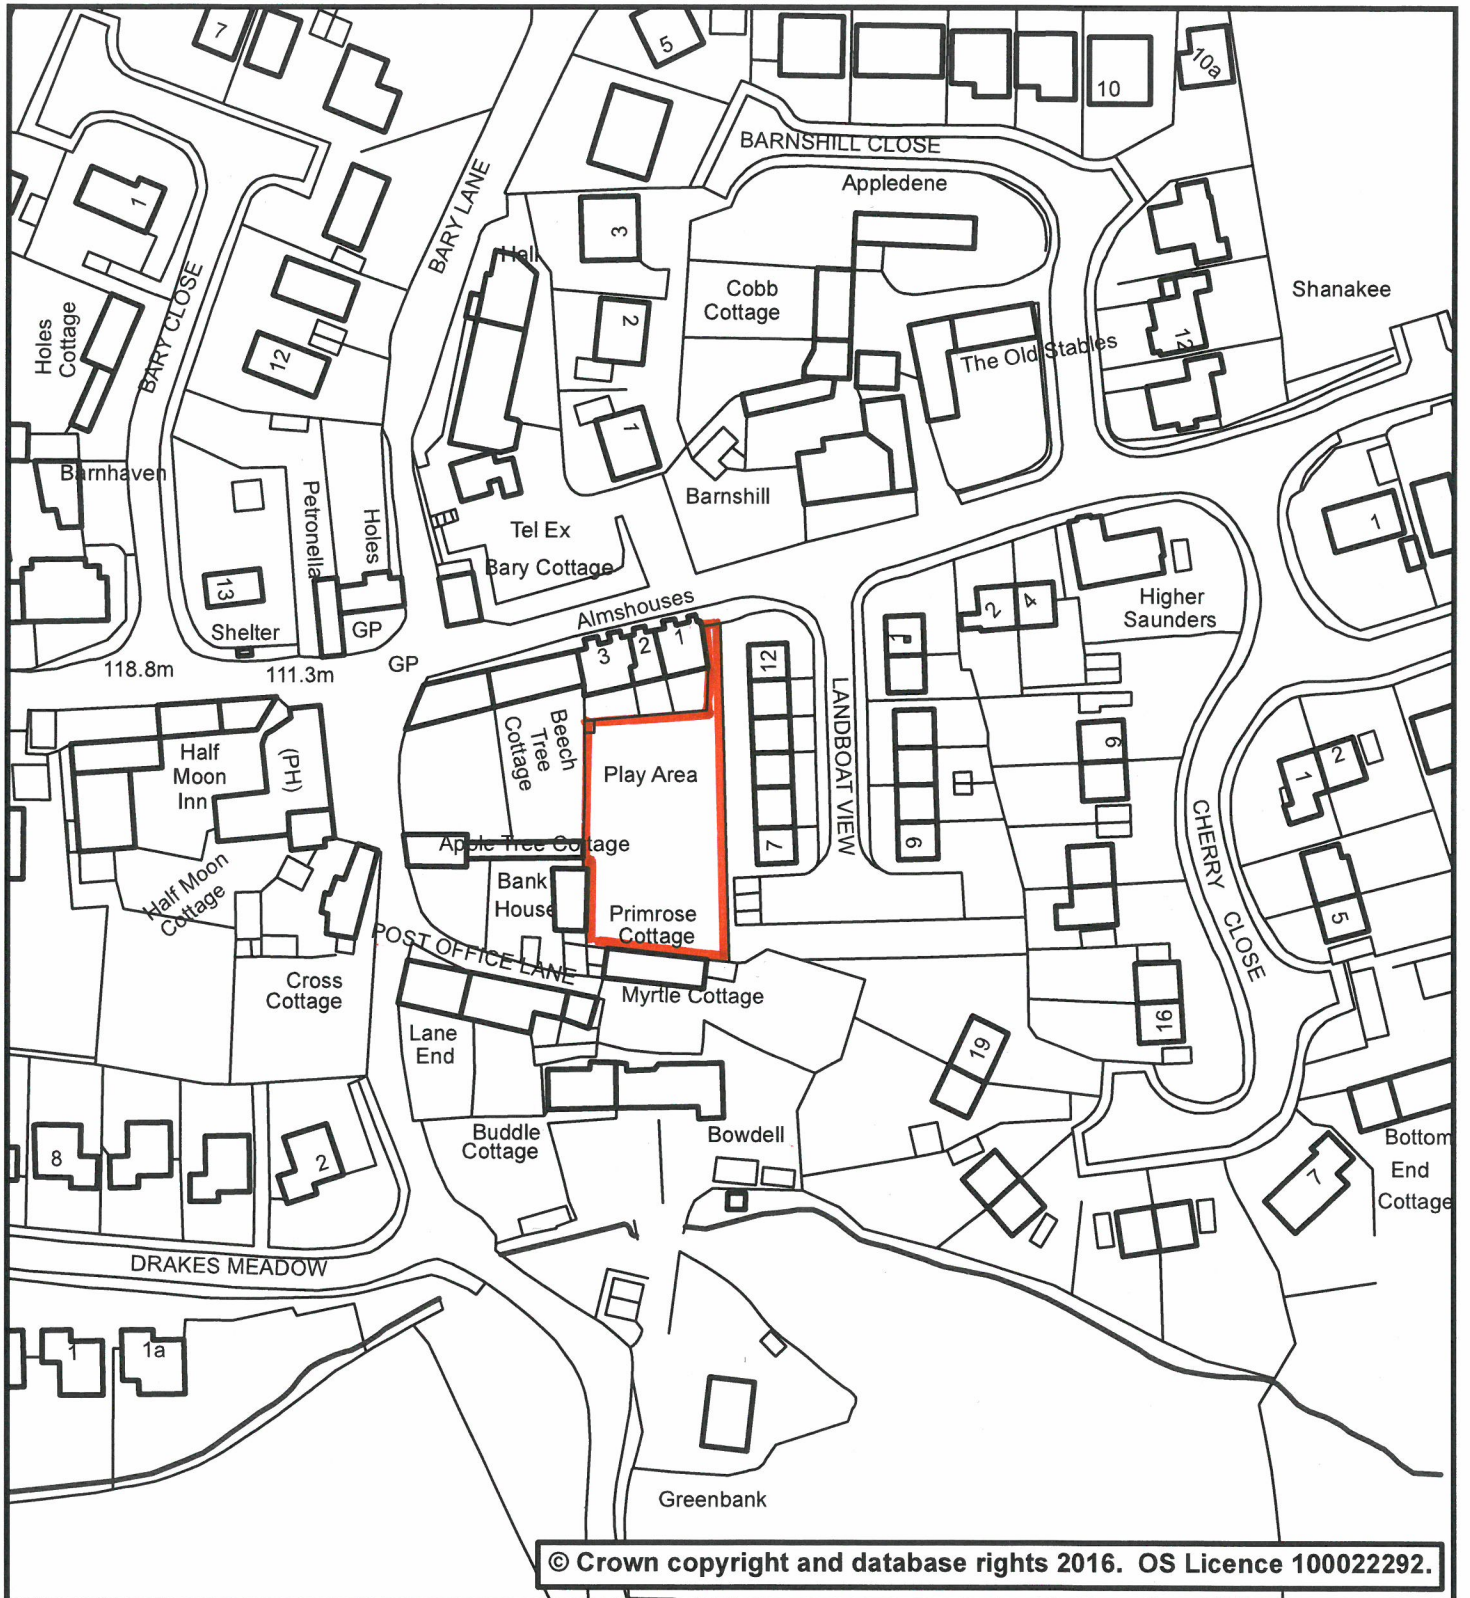 7
5
10
10a
BARNSHILL CLOSE
Appledene
1
BARY LANE
3
Hall
Cobb
Cottage
Shanakee
Holes
Cottage
BARY CLOSE
12
2
The Old Stables
12
1
Barnhaven
Petronella
Holes
Tel Ex
Barnshill
1
Bary Cottage
13
Shelter
GP
Almshouses
3
2
1
2
4
Higher
Saunders
1
118.8m
111.3m
GP
12
LANDBOAT VIEW
Half
Moon
Inn
(PH)
Beech
Tree
Cottage
Play Area
9
1
2
Apple Tree Cottage
7
6
CHERRY CLOSE
Half Moon
Cottage
Bank
House
Primrose
Cottage
5
POST OFFICE LANE
Cross
Cottage
Myrtle Cottage
Lane
End
19
16
8
2
Buddle
Cottage
Bowdell
7
Bottom
End
Cottage
DRAKES MEADOW
1
1a
Greenbank
© Crown copyright and database rights 2016. OS Licence 100022292.